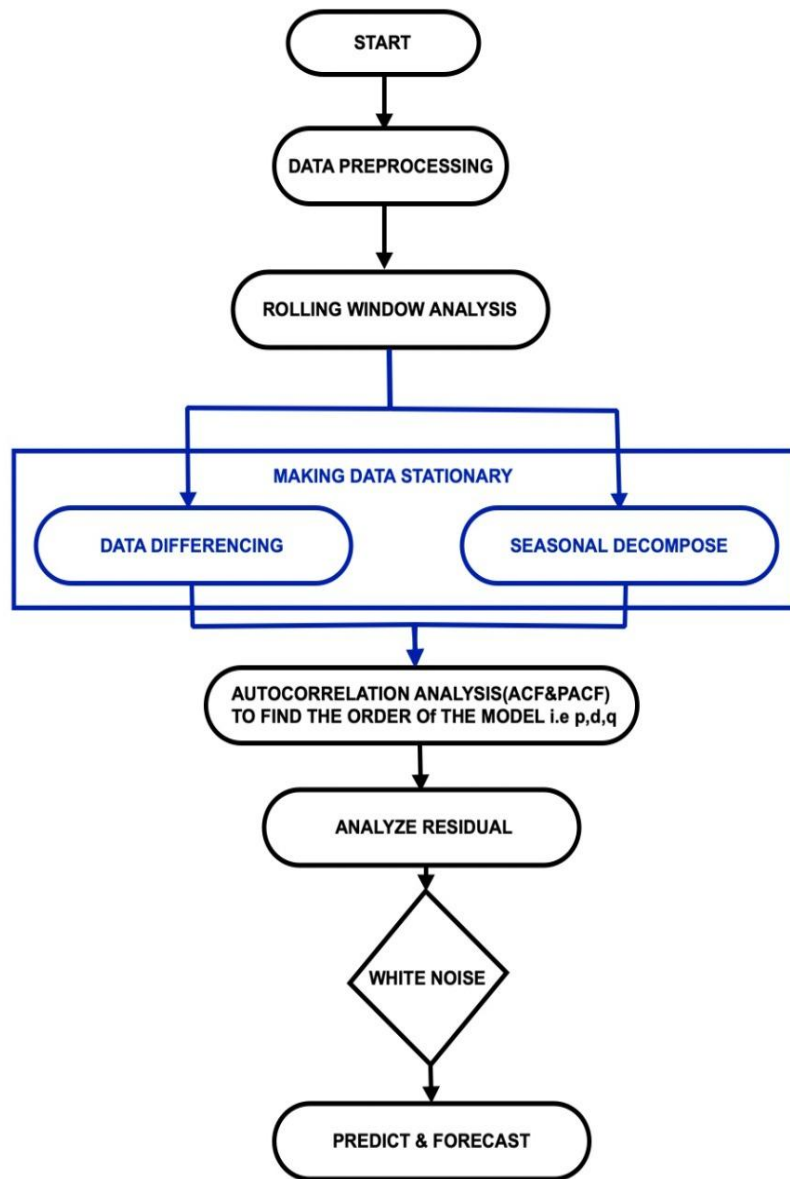 START
DATA PREPROCESSING
ROLLING WINDOW ANALYSIS
MAKING DATA STATIONARY
DATA DIFFERENCING
SEASONAL DECOMPOSE
AUTOCORRELATION ANALYSIS(ACF&PACF)
TO FIND THE ORDER Of THE MODEL i.e p,d,q
ANALYZE RESIDUAL
WHITE NOISE
PREDICT & FORECAST